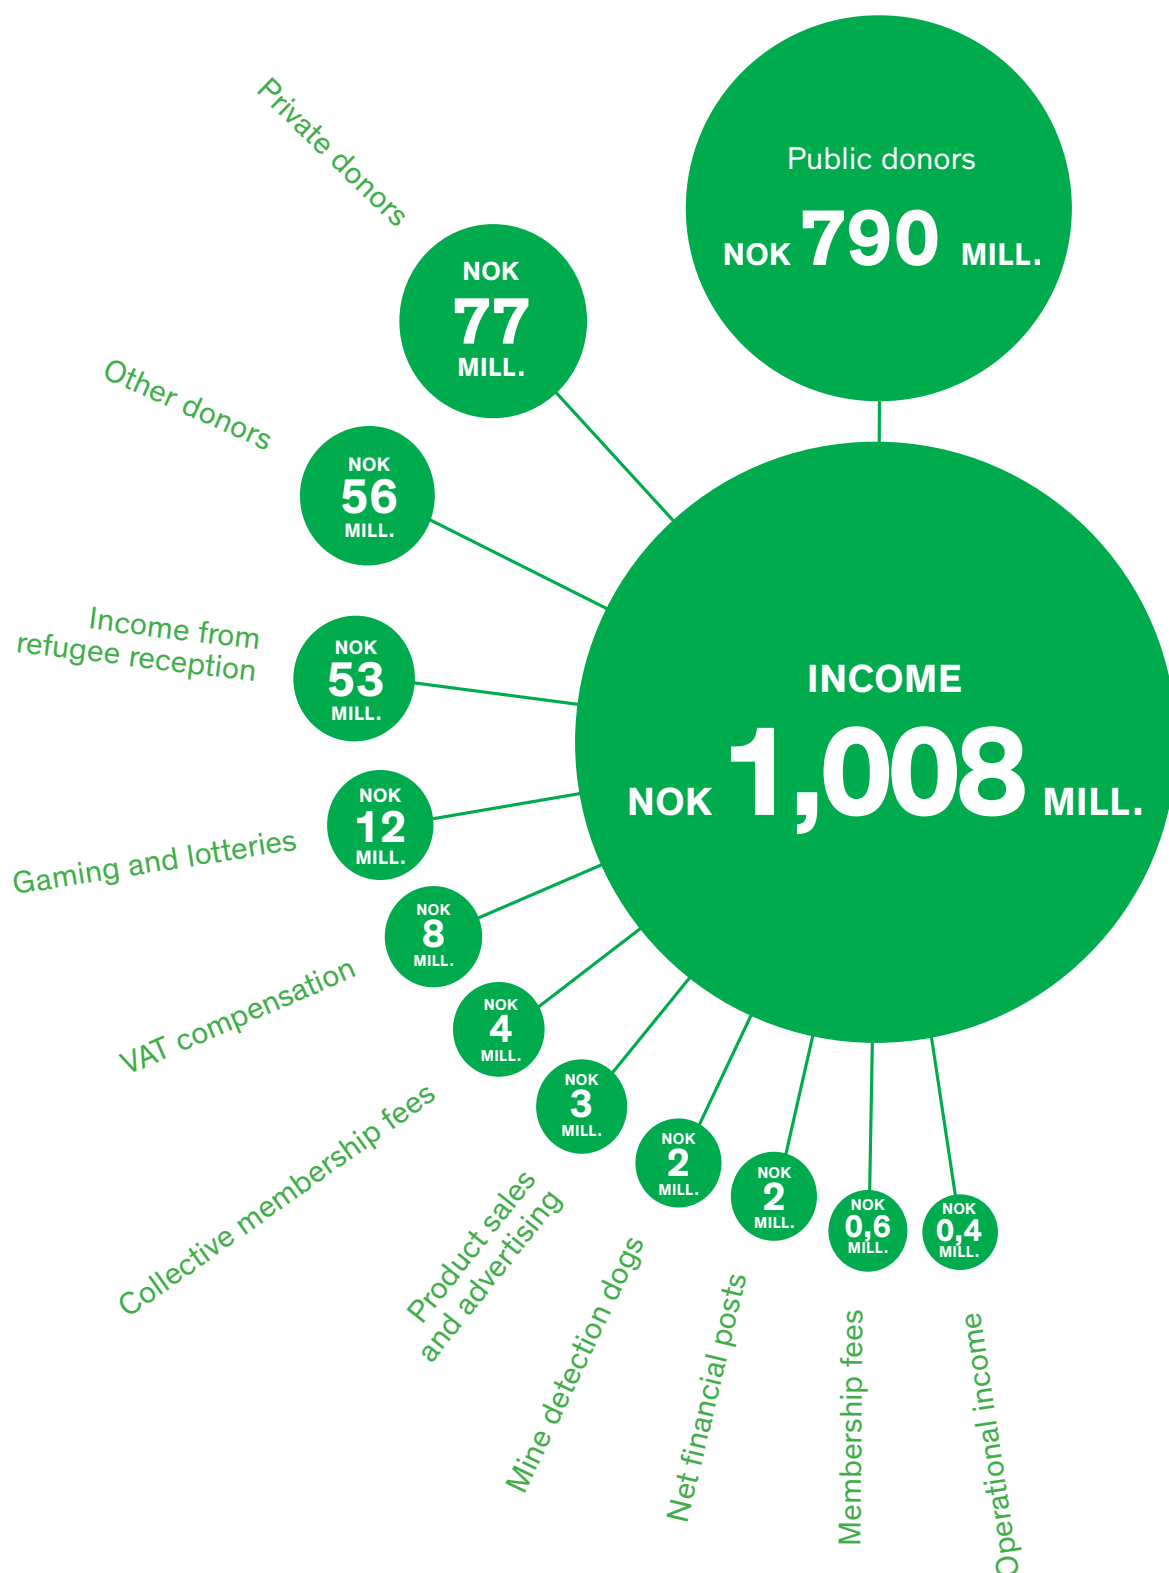 Public donors
NOK 790 MILL.
Private donors
NOK
77
MILL.
Other donors
NOK
56
MILL.
Income from
refugee reception
NOK
53
MILL.
INCOME
NOK 1,008 MILL.
Gaming and lotteries
NOK
12
MILL.
VAT compensation
NOK
8
MILL.
Collective membership fees
NOK
4
MILL.
Product sales
and advertising
NOK
3
MILL.
Mine detection dogs
NOK
2
MILL.
Net financial posts
NOK
2
MILL.
Membership fees
NOK
0,6
MILL.
Operational income
NOK
0,4
MILL.